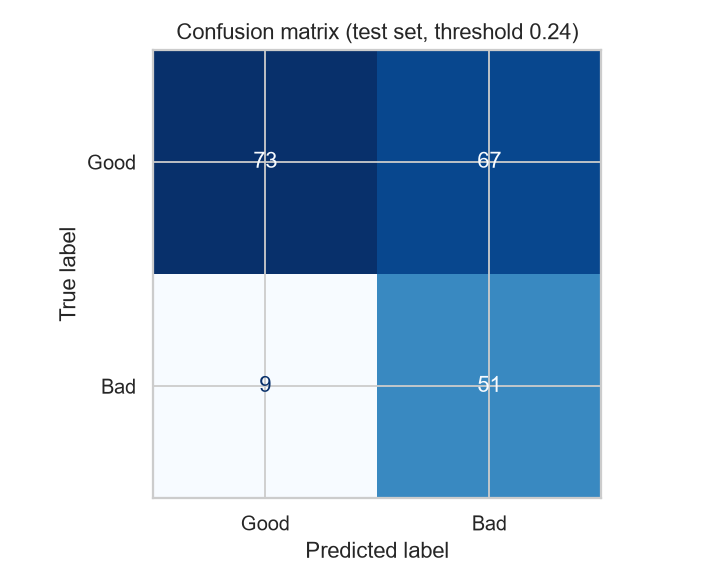 Confusion matrix (test set, threshold 0.24)
Good
73
67
True label
Bad
9
51
Good
Bad
Predicted label